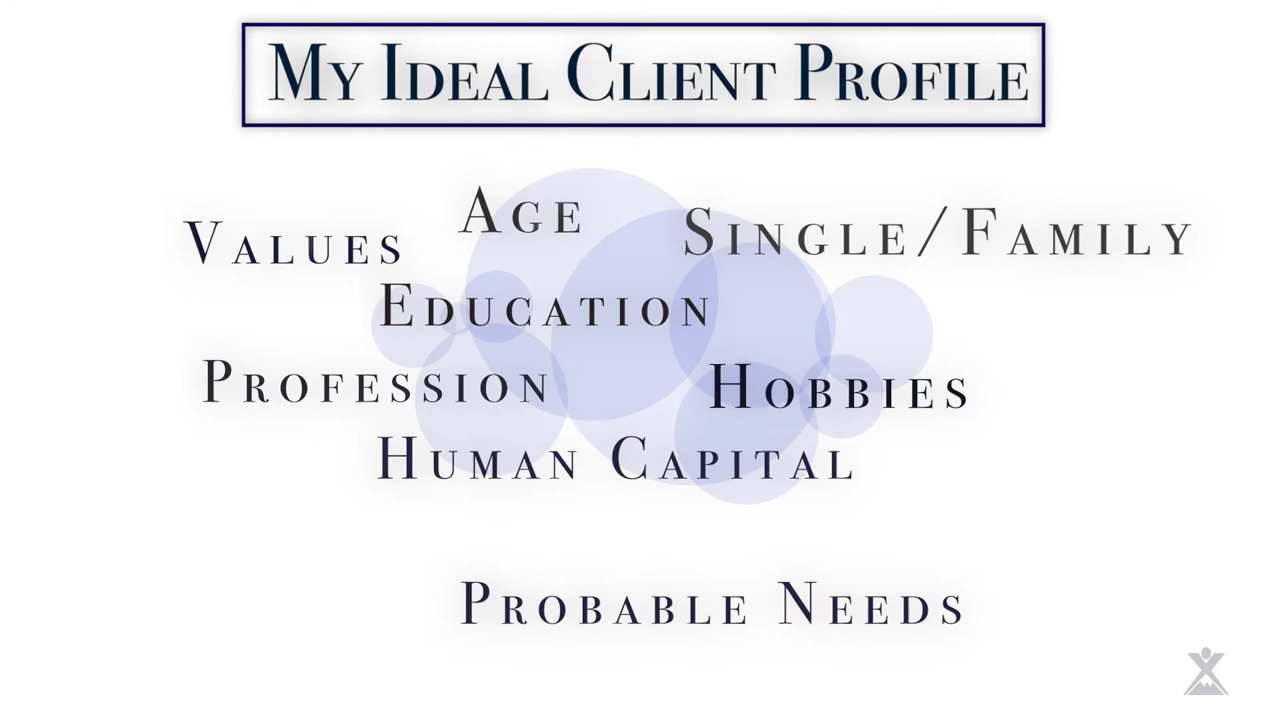 My Ideal Client Profile
Values
Age
Single/Family
Education
Profession
Hobbies
Human Capital
Probable Needs